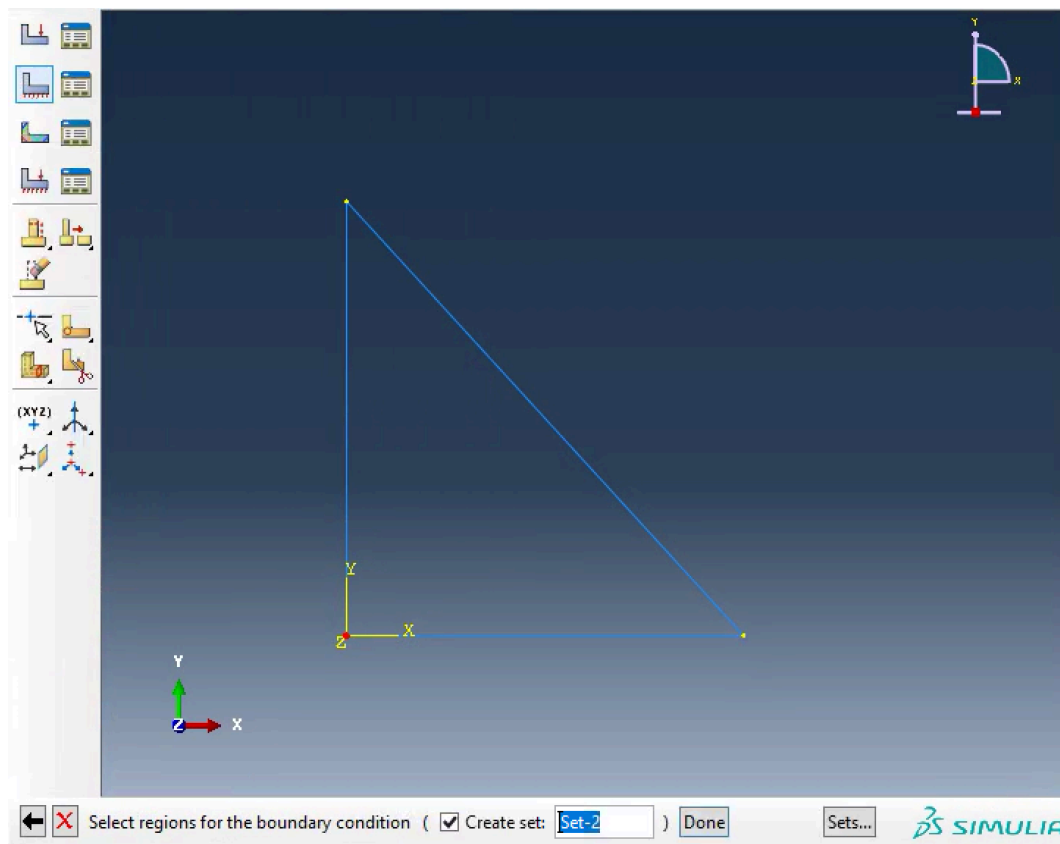 Y
X
(XYZ)
Y
X
Z
Y
Z X
Select regions for the boundary condition ( Create set: Set-2 ) Done Sets... SIMULIA